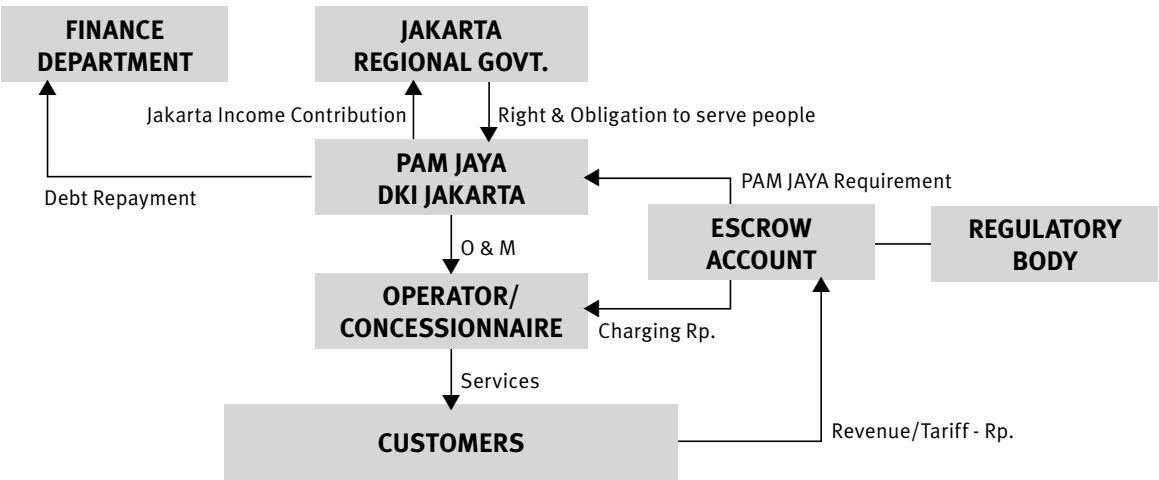 FINANCE
DEPARTMENT
JAKARTA
REGIONAL GOVT.
Jakarta Income Contribution
Right & Obligation to serve people
PAM JAYA
DKI JAKARTA
Debt Repayment
PAM JAYA Requirement
ESCROW
ACCOUNT
REGULATORY
BODY
O & M
OPERATOR/
CONCESSIONNAIRE
Charging Rp.
Services
CUSTOMERS
Revenue/Tariff - Rp.